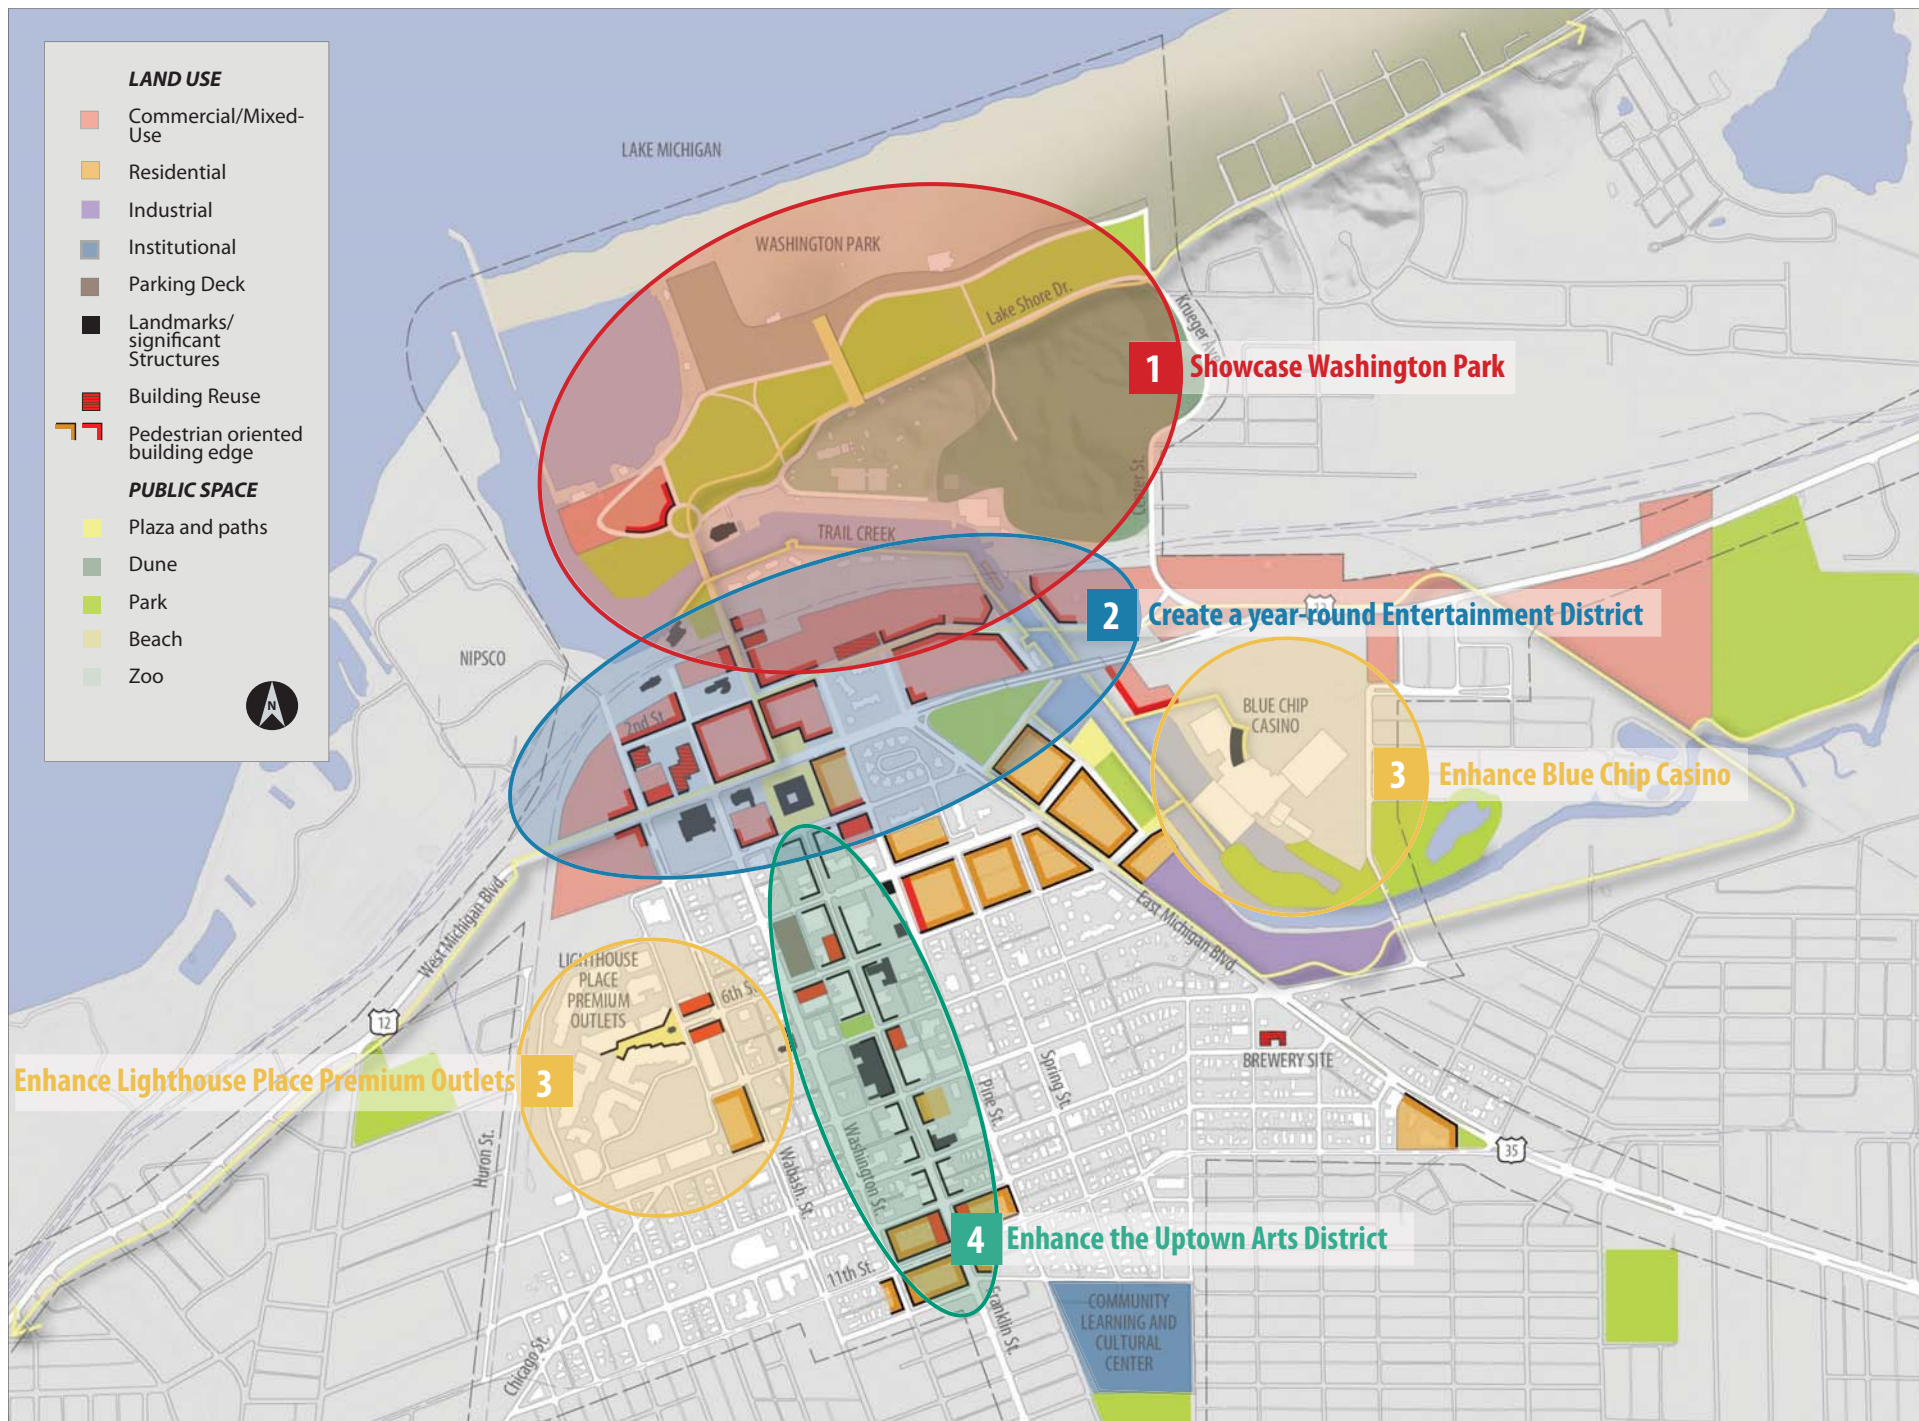 LAND USE
Commercial/Mixed-
Use
Residential
Industrial
Institutional
Parking Deck
Landmarks/
significant
Structures
Building Reuse
Pedestrian oriented
building edge
PUBLIC SPACE
Plaza and paths
Dune
Park
Beach
Zoo
N
LAKE MICHIGAN
WASHINGTON PARK
Lake Shore Dr.
Krueger Ave.
1 Showcase Washington Park
Center St.
TRAIL CREEK
2 Create a year-round Entertainment District
12
NIPSCO
2nd St.
BLUE CHIP
CASINO
3 Enhance Blue Chip Casino
West Michigan Blvd.
East Michigan Blvd.
LIGHTHOUSE
PLACE
PREMIUM
OUTLETS
6th St.
12
Enhance Lighthouse Place Premium Outlets 3
BREWERY SITE
Spring St.
Pine St.
Huron St.
Wabash. St.
Washington St.
35
4 Enhance the Uptown Arts District
11th St.
Franklin St.
Chicago St.
COMMUNITY
LEARNING AND
CULTURAL
CENTER